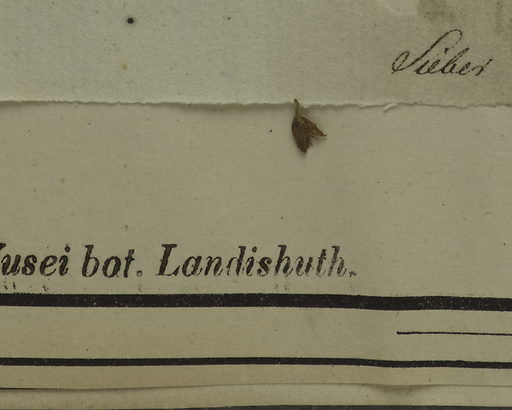 Sieber
usei bot. Landishuth.